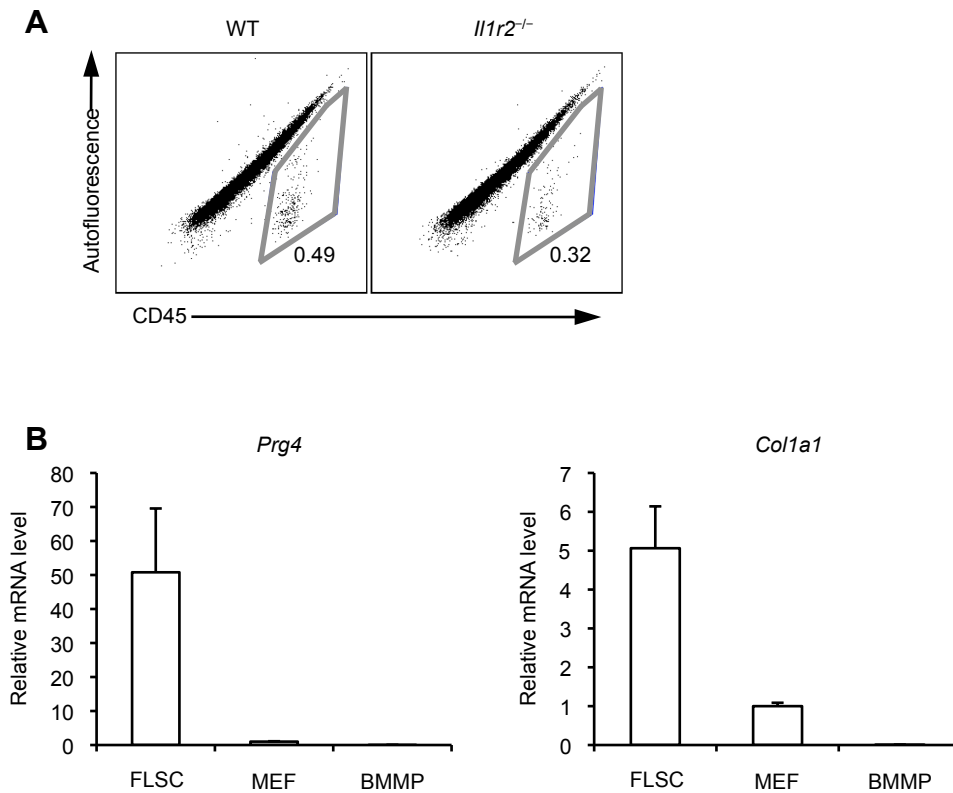 A
WT
Il1r2–/–
Autofluorescence
0.49
0.32
CD45
B
Prg4
Relative mRNA level
80
70
60
50
40
30
20
10
0
FLSC MEF BMMP
Col1a1
Relative mRNA level
7
6
5
4
3
2
1
0
FLSC MEF BMMP